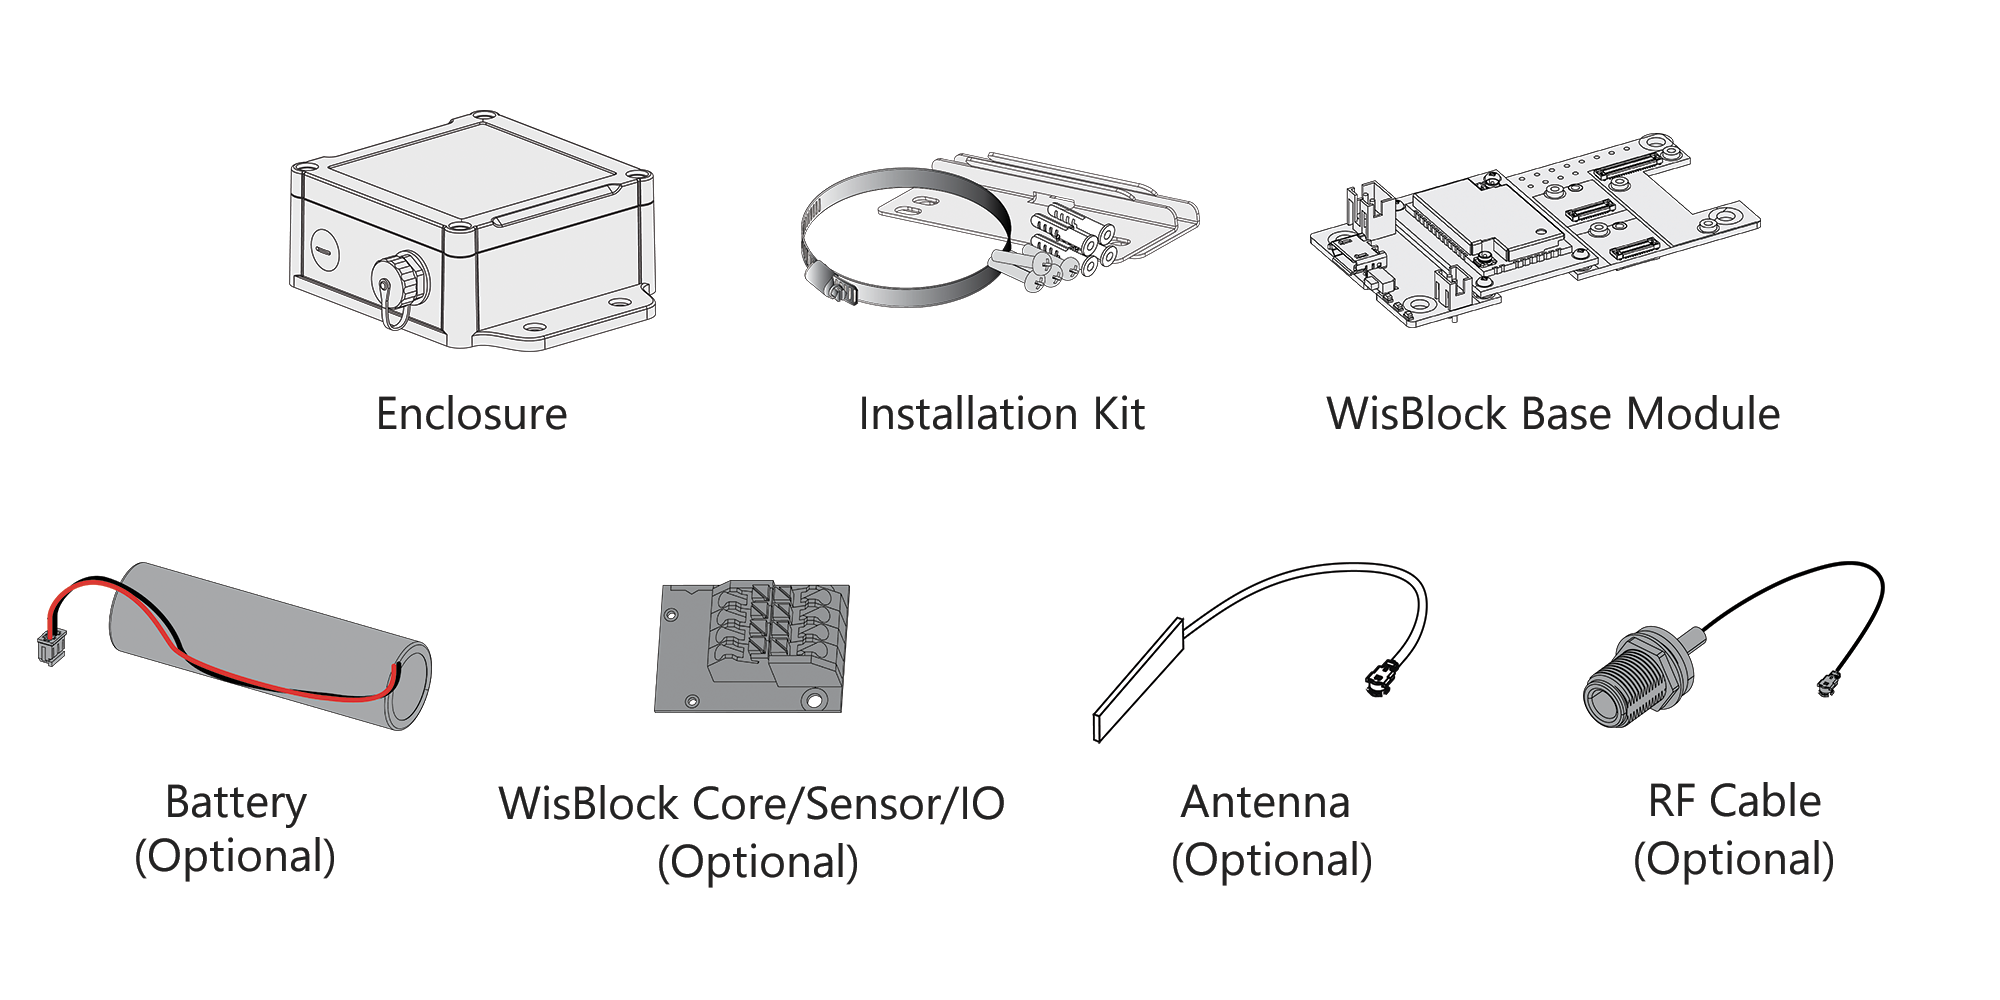 Enclosure
Installation Kit
WisBlock Base Module
Battery
(Optional)
WisBlock Core/Sensor/IO
(Optional)
Antenna
(Optional)
RF Cable
(Optional)